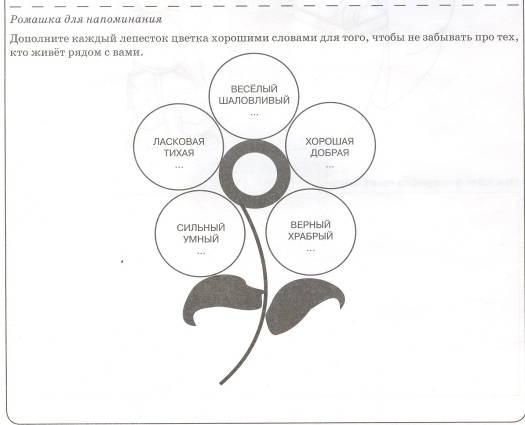 Ромашка для напоминания
Дополните каждый лепесток цветка хорошими словами для того, чтобы не забывать про тех,
кто живёт рядом с вами.
ВЕСЁЛЫЙ
ШАЛОВЛИВЫЙ
...
ЛАСКОВАЯ
ТИХАЯ
...
ХОРОШАЯ
ДОБРАЯ
...
СИЛЬНЫЙ
УМНЫЙ
...
ВЕРНЫЙ
ХРАБРЫЙ
...